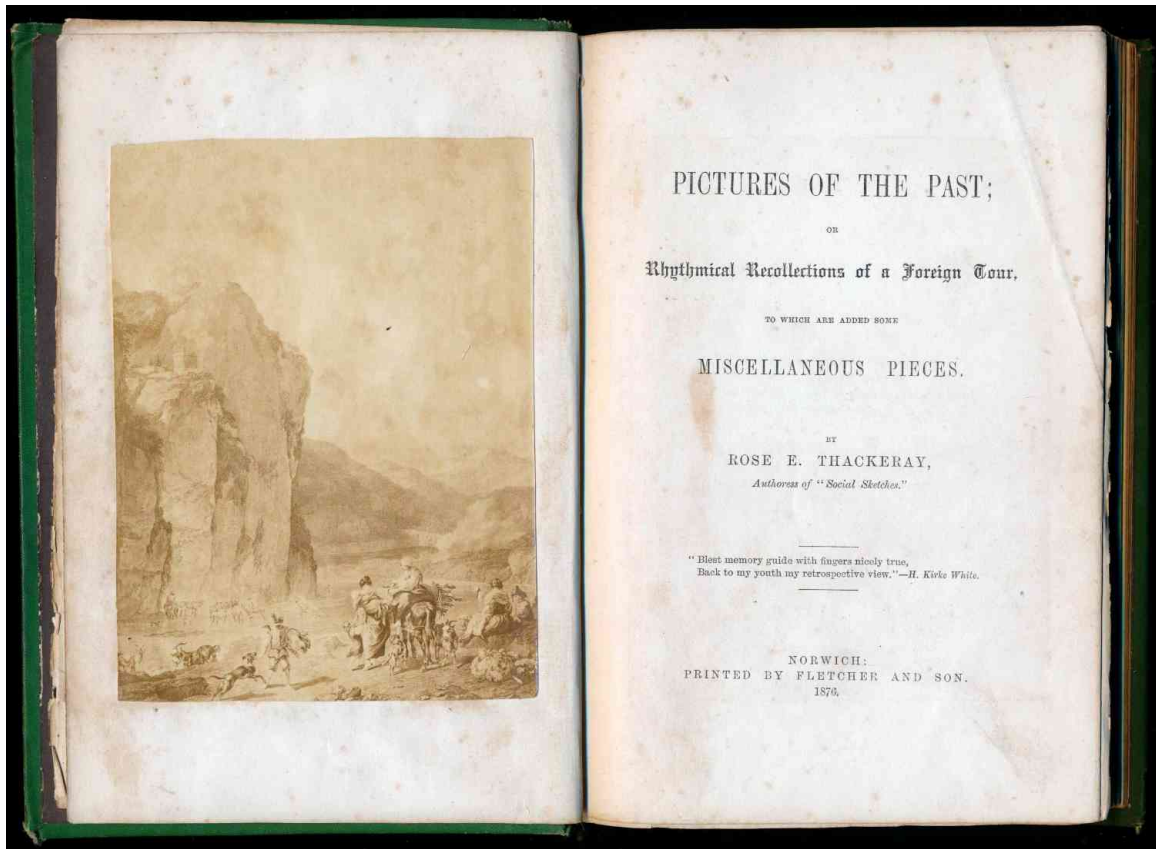 PICTURES OF THE PAST;
OR
Rhythmical Recollections of a Foreign Tour,
TO WHICH ARE ADDED SOME
MISCELLANEOUS PIECES.
BY
ROSE E. THACKERAY,
Authoress of "Social Sketches."
"Blest memory guide with fingers nicely true,
Back to my youth my retrospective view."—H. Kirke White.
NORWICH:
PRINTED BY FLETCHER AND SON.
1876.